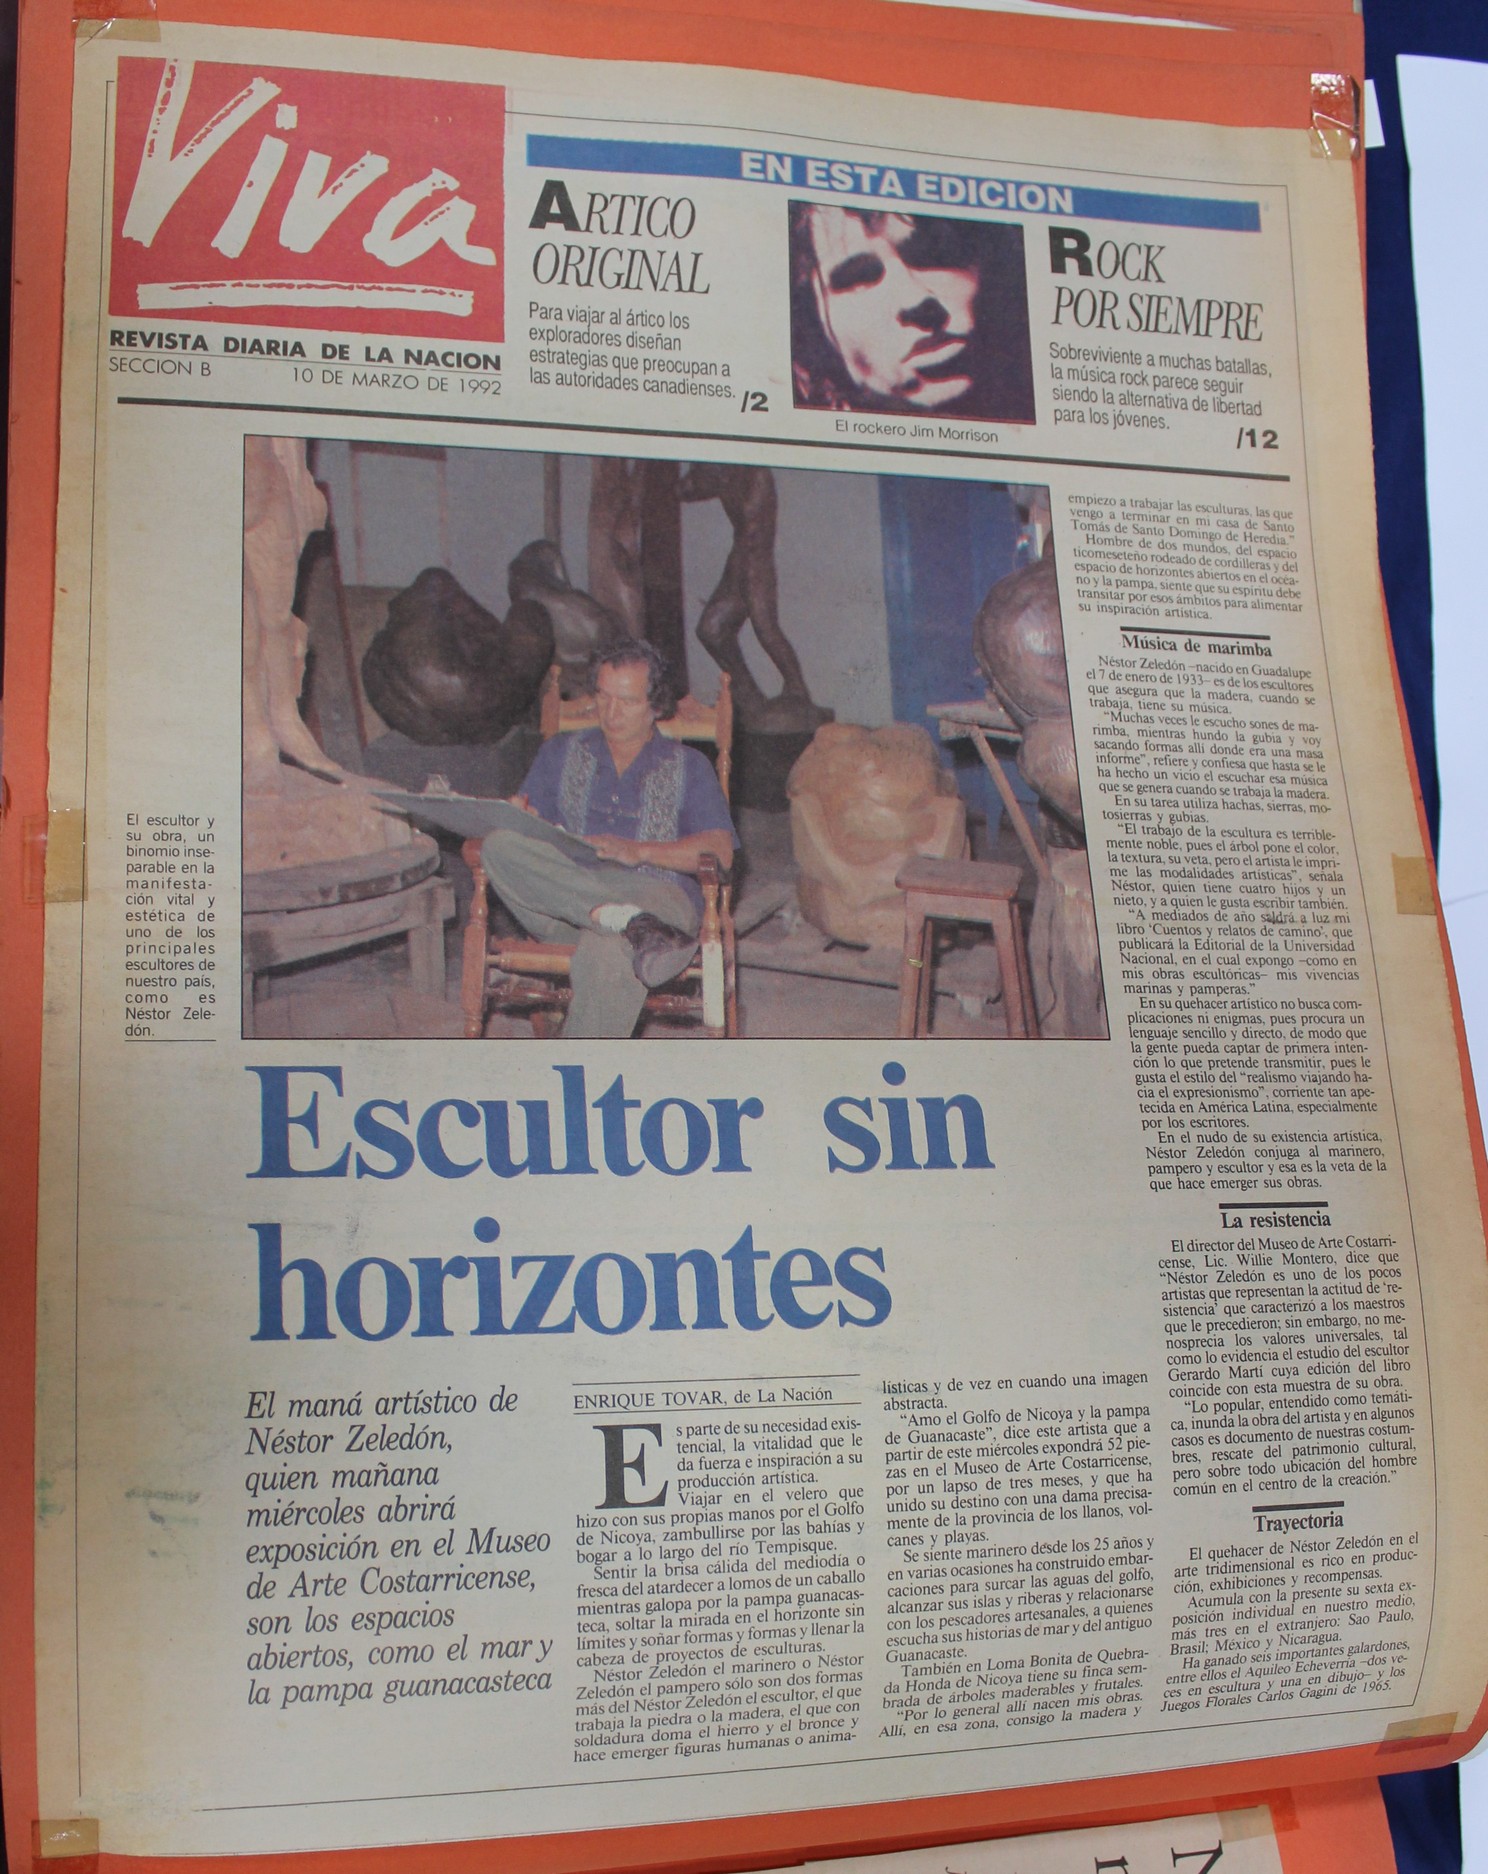 Viva
REVISTA DIARIA DE LA NACION
SECCION B 10 DE MARZO DE 1992
EN ESTA EDICION
ARTICO
ORIGINAL
Para viajar al ártico los
exploradores diseñan
estrategias que preocupan a
las autoridades canadienses. /2
El rockero Jim Morrison
ROCK
POR SIEMPRE
Sobreviviente a muchas batallas,
la música rock parece seguir
siendo la alternativa de libertad
para los jóvenes.
/12
El escultor y
su obra, un
binomio inse-
parable en la
manifesta-
ción vital y
estética de
uno de los
principales
escultores de
nuestro país,
como es
Néstor Zele-
dón.
Escultor sin
horizontes
El maná artístico de
Néstor Zeledón,
quien mañana
miércoles abrirá
exposición en el Museo
de Arte Costarricense,
son los espacios
abiertos, como el mar y
la pampa guanacasteca
ENRIQUE TOVAR, de La Nación
Es parte de su necesidad exis-
tencial, la vitalidad que le
da fuerza e inspiración a su
producción artística.
Viajar en el velero que
hizo con sus propias manos por el Golfo
de Nicoya, zambullirse por las bahías y
bogar a lo largo del río Tempisque.
Sentir la brisa cálida del mediodía o
fresca del atardecer a lomos de un caballo
mientras galopa por la pampa guanacas-
teca, soltar la mirada en el horizonte sin
límites y soñar formas y formas y llenar la
cabeza de proyectos de esculturas.
Néstor Zeledón el marinero o Néstor
Zeledón el pampero sólo son dos formas
más del Néstor Zeledón el escultor, el que
trabaja la piedra o la madera, el que con
soldadura doma el hierro y el bronce y
hace emerger figuras humanas o anima-
lísticas y de vez en cuando una imagen
abstracta.
“Amo el Golfo de Nicoya y la pampa
de Guanacaste”, dice este artista que a
partir de este miércoles expondrá 52 pie-
zas en el Museo de Arte Costarricense,
por un lapso de tres meses, y que ha
unido su destino con una dama precisa-
mente de la provincia de los llanos, vol-
canes y playas.
Se siente marinero desde los 25 años y
en varias ocasiones ha construido embar-
caciones para surcar las aguas del golfo,
alcanzar sus islas y riberas y relacionarse
con los pescadores artesanales, a quienes
escucha sus historias de mar y del antiguo
Guanacaste.
También en Loma Bonita de Quebra-
da Honda de Nicoya tiene su finca sem-
brada de árboles maderables y frutales.
“Por lo general allí nacen mis obras.
Allí, en esa zona, consigo la madera y
empiezo a trabajar las esculturas, las que
vengo a terminar en mi casa de Santo
Tomás de Santo Domingo de Heredia.”
Hombre de dos mundos, del espacio
ticomeseteño rodeado de cordilleras y del
espacio de horizontes abiertos en el océa-
no y la pampa, siente que su espíritu debe
transitar por esos ámbitos para alimentar
su inspiración artística.
Música de marimba
Néstor Zeledón –nacido en Guadalupe
el 7 de enero de 1933– es de los escultores
que asegura que la madera, cuando se
trabaja, tiene su música.
“Muchas veces le escucho sones de ma-
rimba, mientras hundo la gubia y voy
sacando formas allí donde era una masa
informe”, refiere y confiesa que hasta se le
ha hecho un vicio el escuchar esa música
que se genera cuando se trabaja la madera.
En su tarea utiliza hachas, sierras, mo-
tosierras y gubias.
“El trabajo de la escultura es terrible-
mente noble, pues el árbol pone el color,
la textura, su veta, pero el artista le impri-
me las modalidades artísticas”, señala
Néstor, quien tiene cuatro hijos y un
nieto, y a quien le gusta escribir también.
“A mediados de año saldrá a luz mi
libro ‘Cuentos y relatos de camino’, que
publicará la Editorial de la Universidad
Nacional, en el cual expongo –como en
mis obras escultóricas– mis vivencias
marinas y pamperas.”
En su quehacer artístico no busca com-
plicaciones ni enigmas, pues procura un
lenguaje sencillo y directo, de modo que
la gente pueda captar de primera inten-
ción lo que pretende transmitir, pues le
gusta el estilo del “realismo viajando ha-
cia el expresionismo”, corriente tan ape-
tecida en América Latina, especialmente
por los escritores.
En el nudo de su existencia artística,
Néstor Zeledón conjuga al marinero,
pampero y escultor y esa es la veta de la
que hace emerger sus obras.
La resistencia
El director del Museo de Arte Costarri-
cense, Lic. Willie Montero, dice que
“Néstor Zeledón es uno de los pocos
artistas que representan la actitud de ‘re-
sistencia’ que caracterizó a los maestros
que le precedieron; sin embargo, no me-
nosprecia los valores universales, tal
como lo evidencia el estudio del escultor
Gerardo Martí cuya edición del libro
coincide con esta muestra de su obra.
“Lo popular, entendido como temáti-
ca, inunda la obra del artista y en algunos
casos es documento de nuestras costum-
bres, rescate del patrimonio cultural,
pero sobre todo ubicación del hombre
común en el centro de la creación.”
Trayectoria
El quehacer de Néstor Zeledón en el
arte tridimensional es rico en produc-
ción, exhibiciones y recompensas.
Acumula con la presente su sexta ex-
posición individual en nuestro medio,
más tres en el extranjero: Sao Paulo,
Brasil; México y Nicaragua.
Ha ganado seis importantes galardones,
entre ellos el Aquileo Echeverría –dos ve-
ces en escultura y una en dibujo– y los
Juegos Florales Carlos Gagini de 1965.